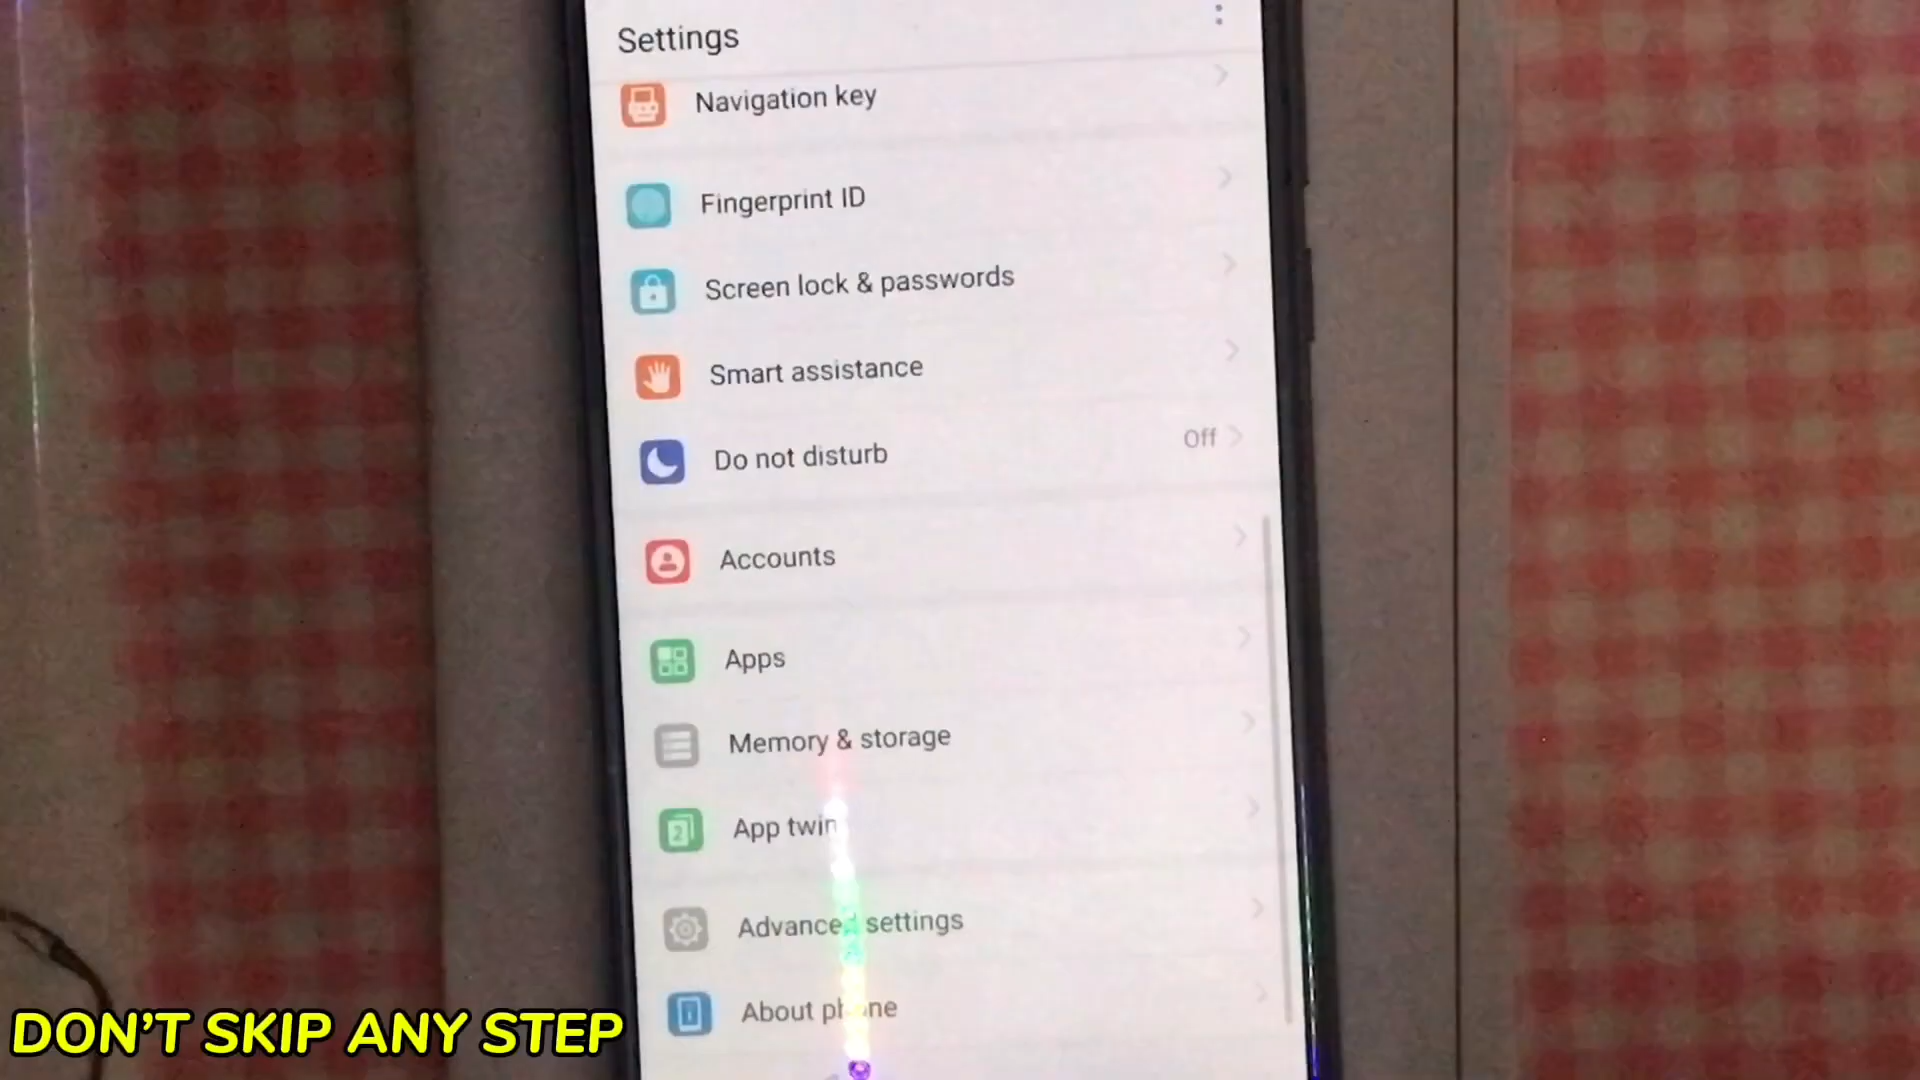 Settings
Navigation key
Fingerprint ID
Screen lock & passwords
Smart assistance
Do not disturb Off
Accounts
Apps
Memory & storage
App twin
Advanced settings
About phone
DON'T SKIP ANY STEP